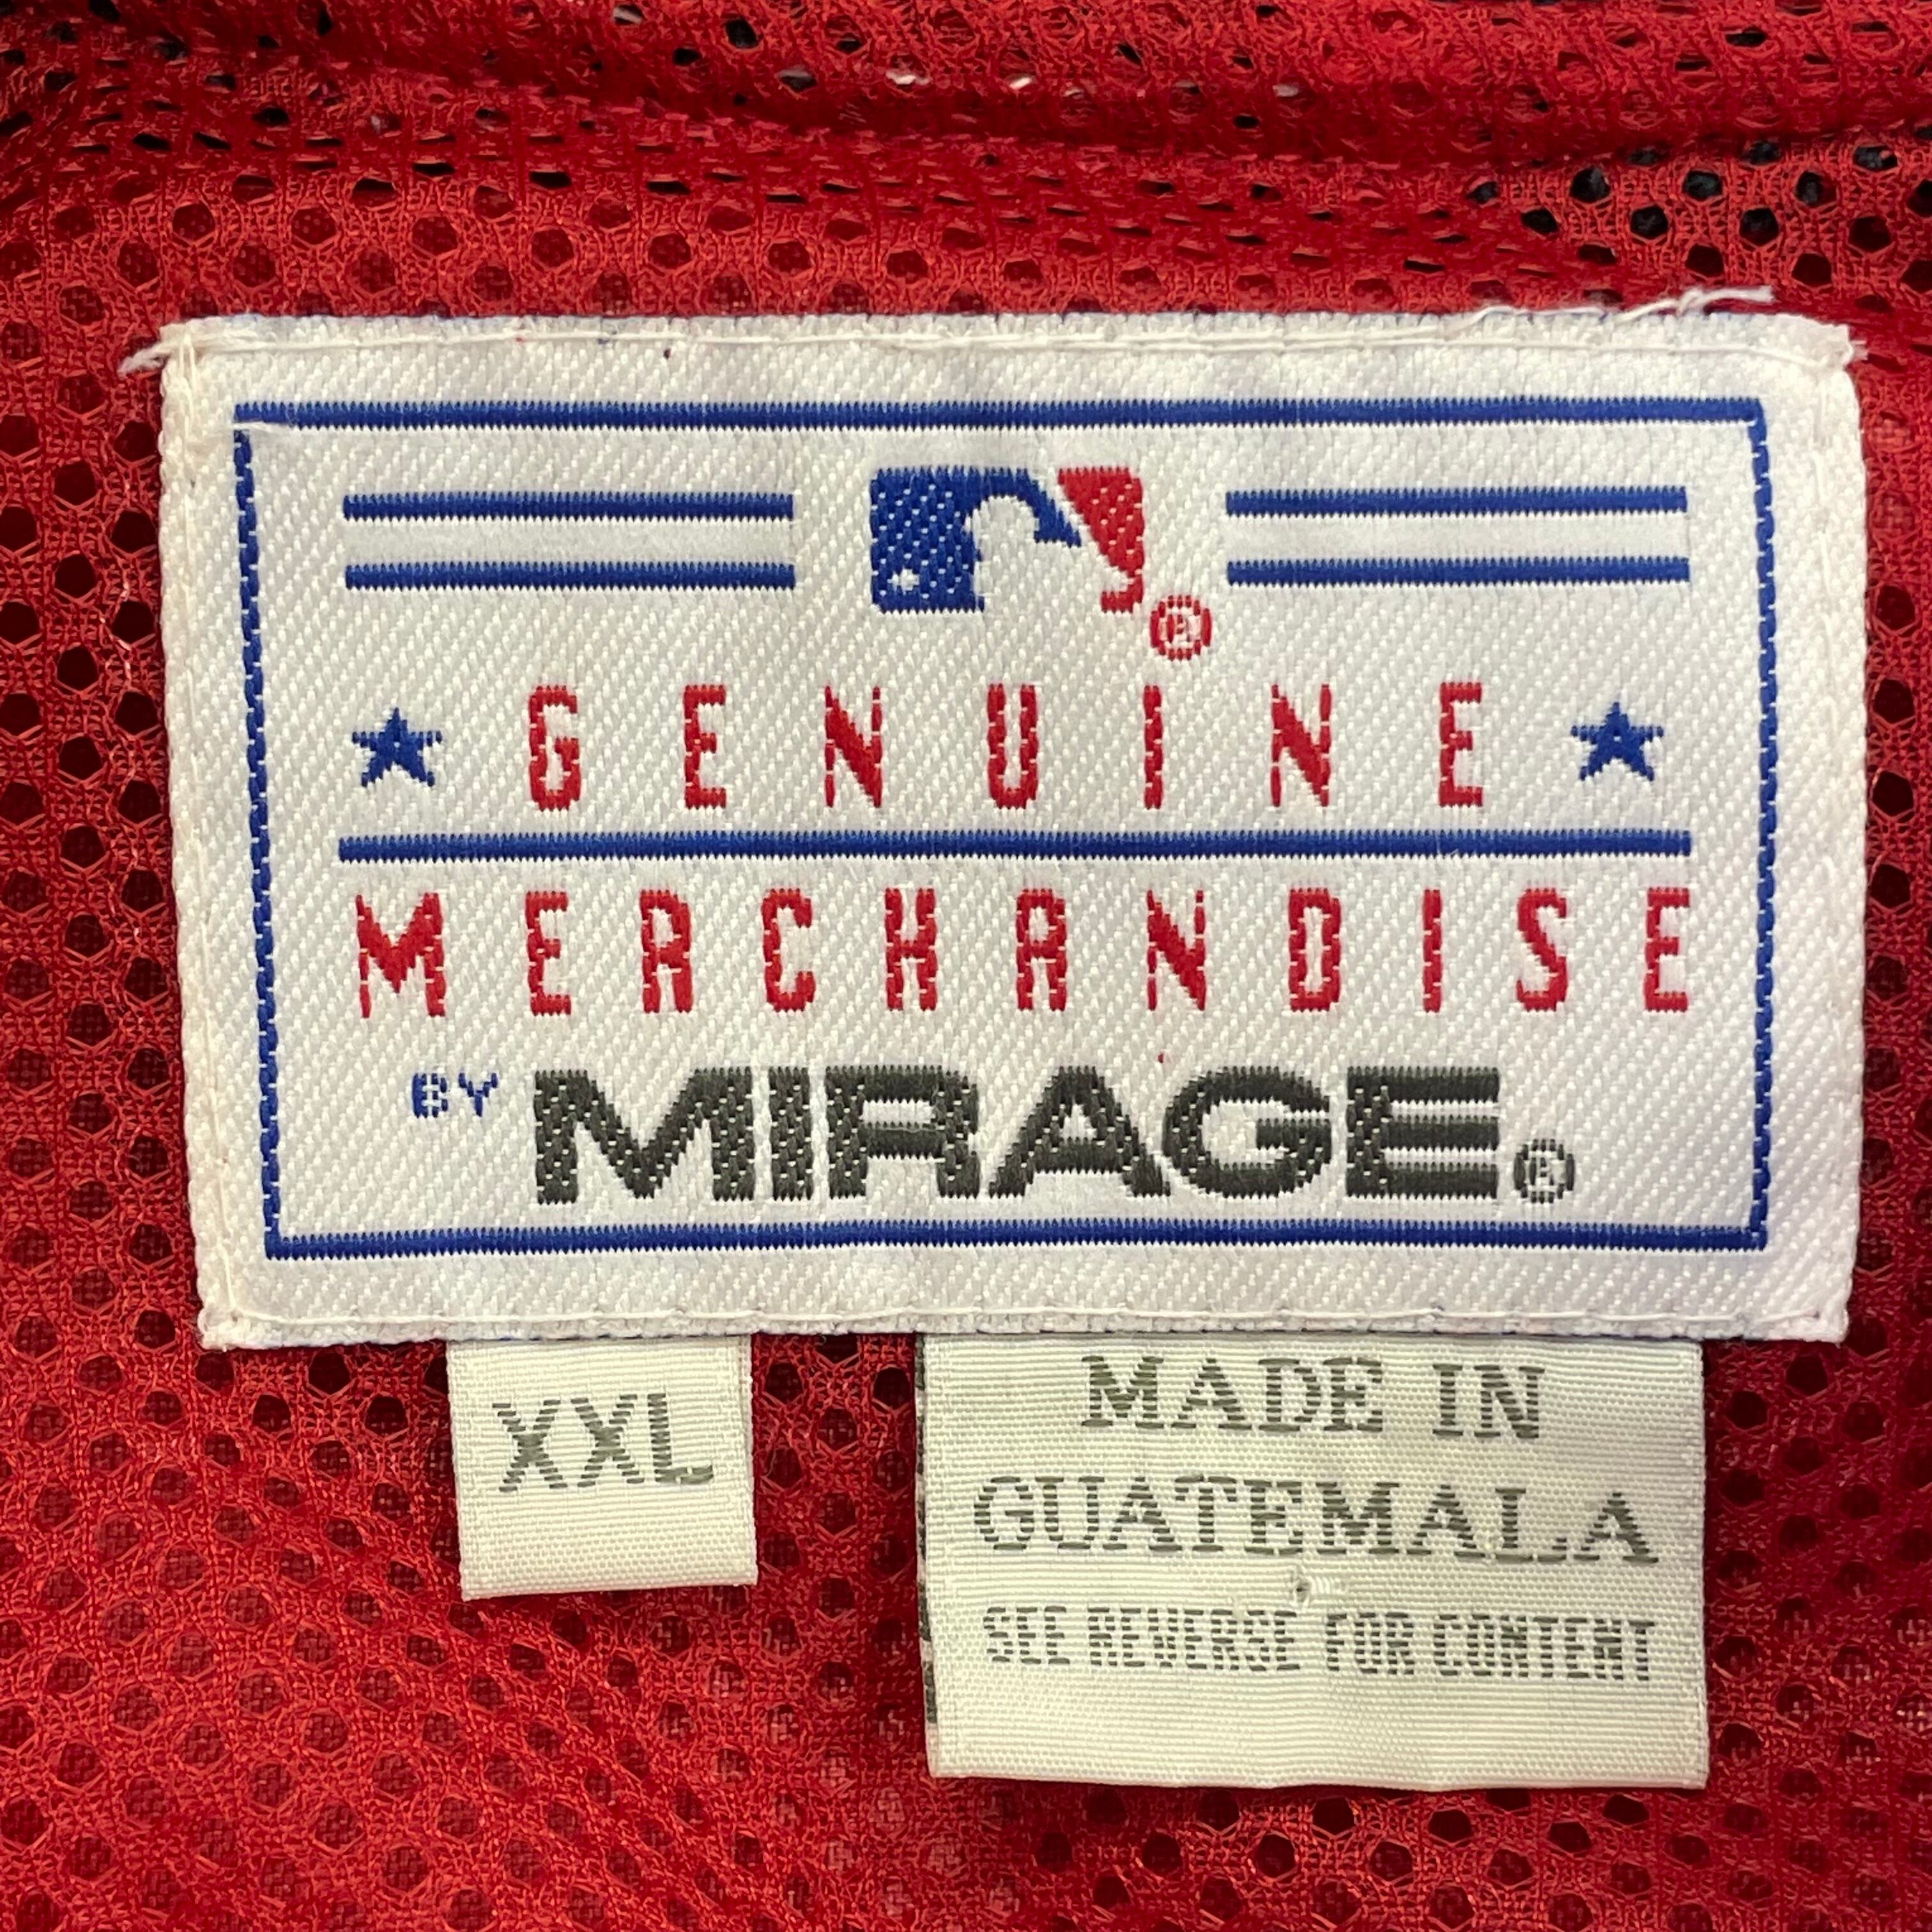 ®
GENUINE
MERCHANDISE
BY MIRAGE®
XXL
MADE IN
GUATEMALA
SEE REVERSE FOR CONTENT